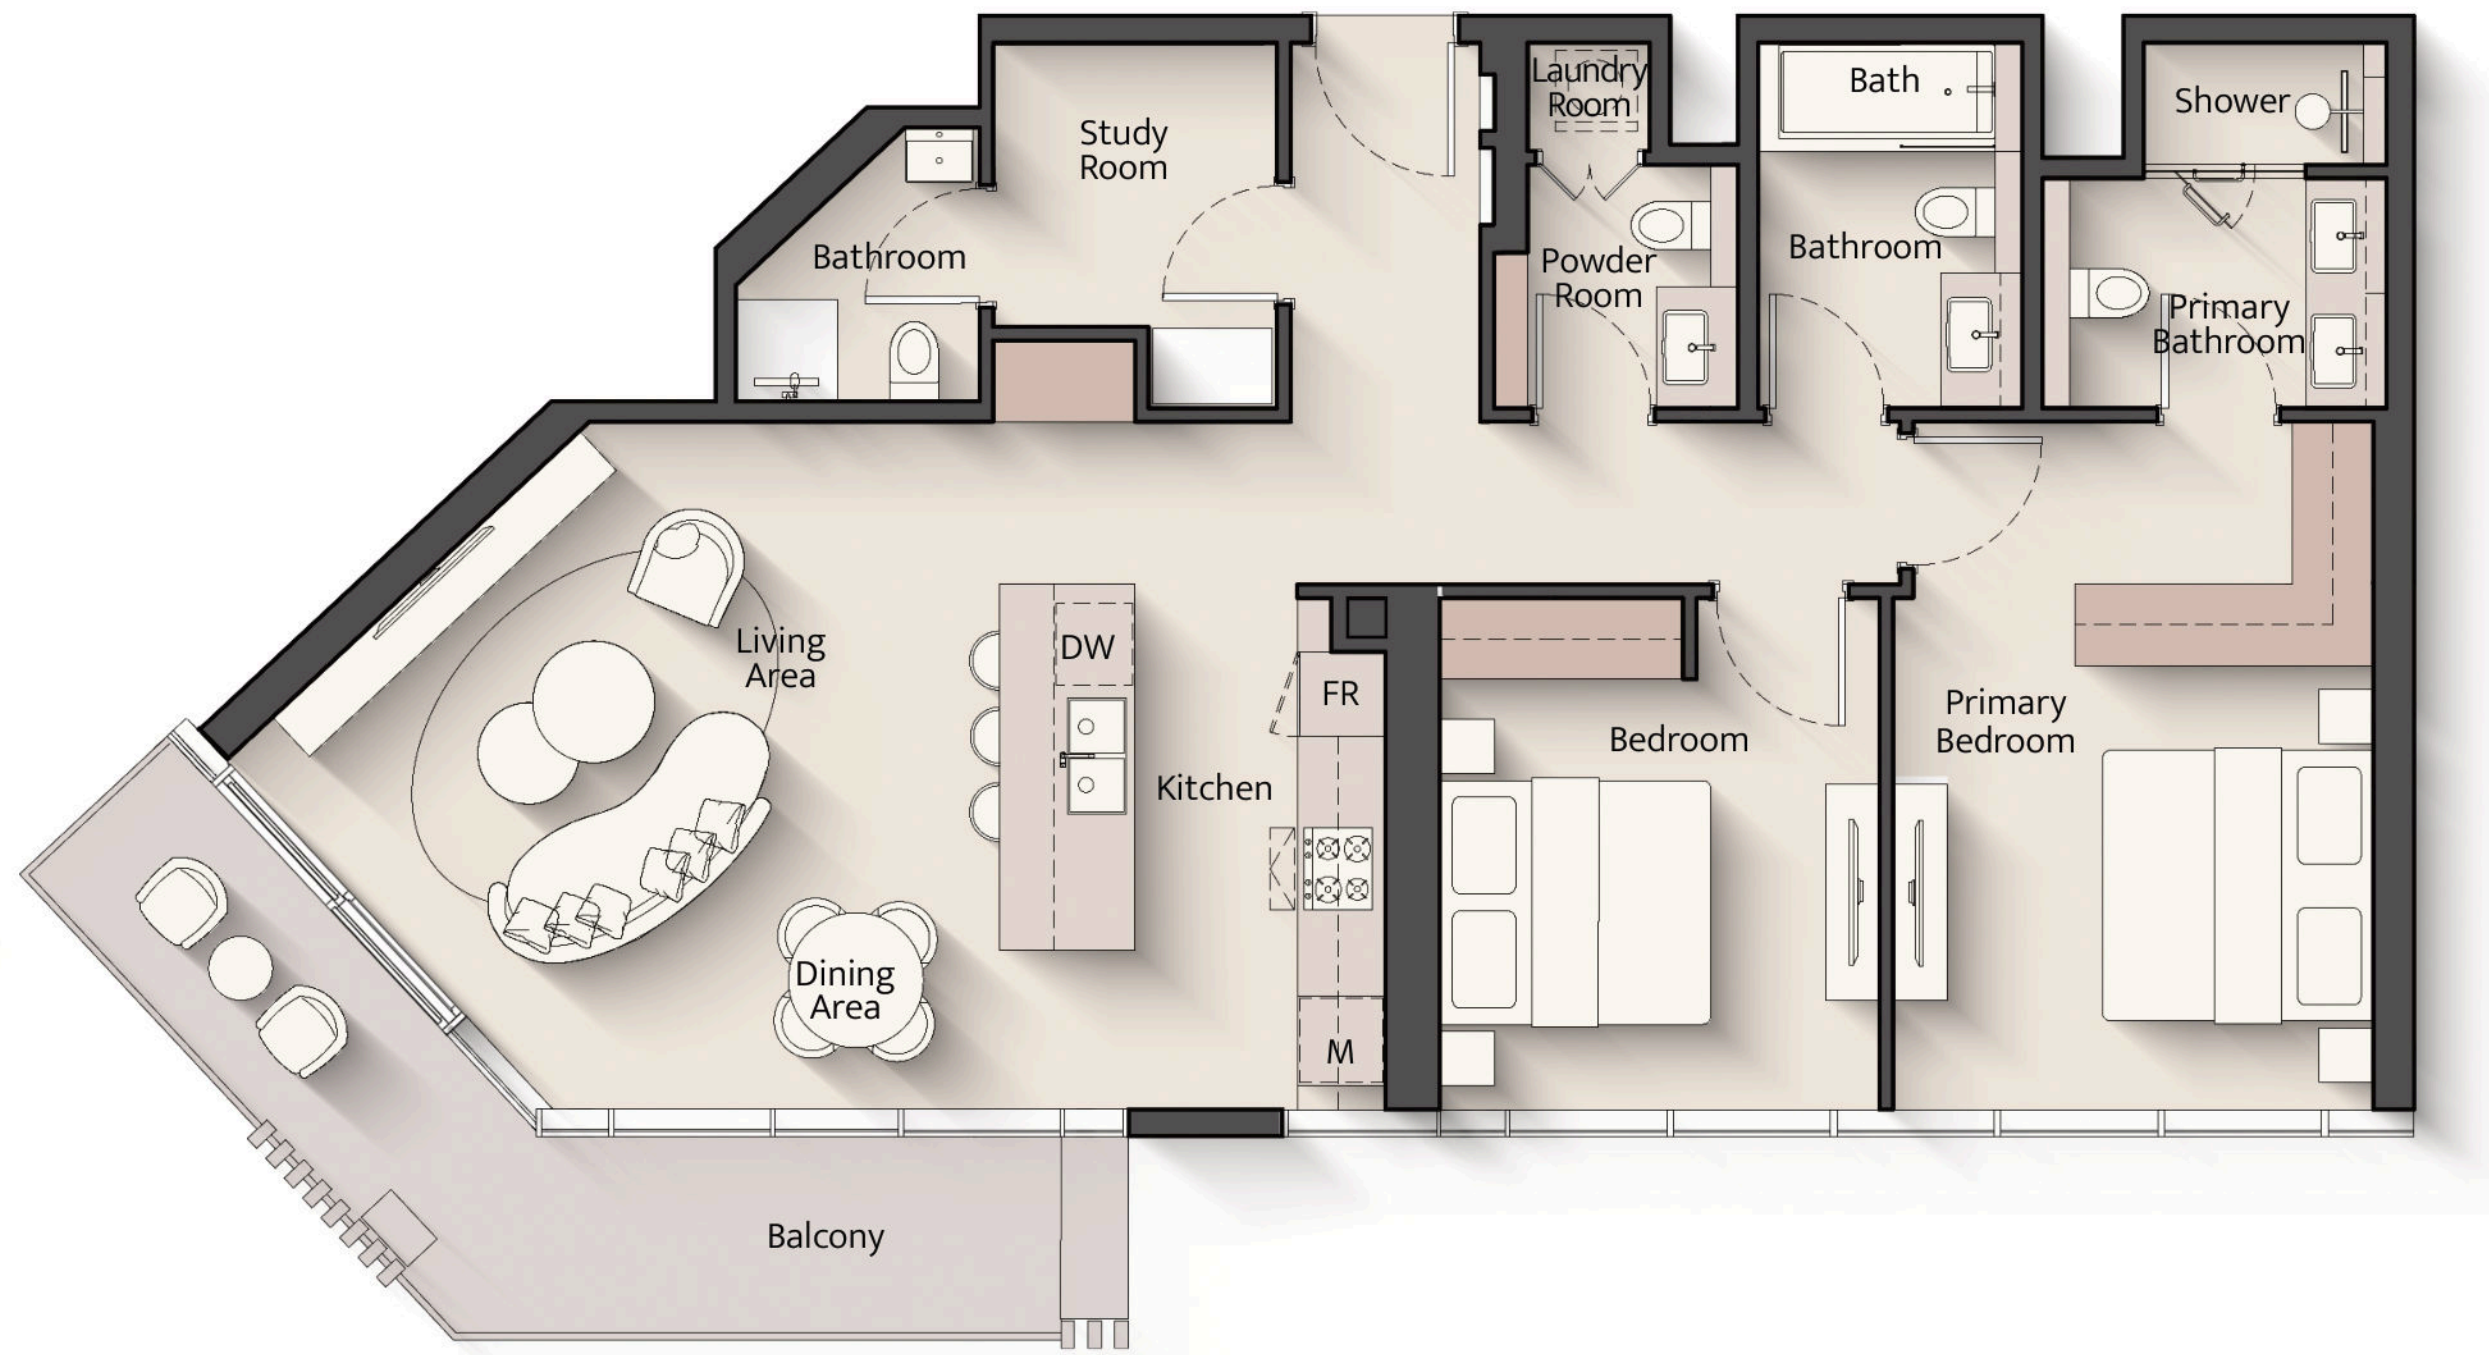 Laundry
Room
Bath
Shower
Study
Room
Bathroom
Powder
Room
Bathroom
Primary
Bathroom
Living
Area
DW
FR
Kitchen
Bedroom
Primary
Bedroom
Dining
Area
M
Balcony